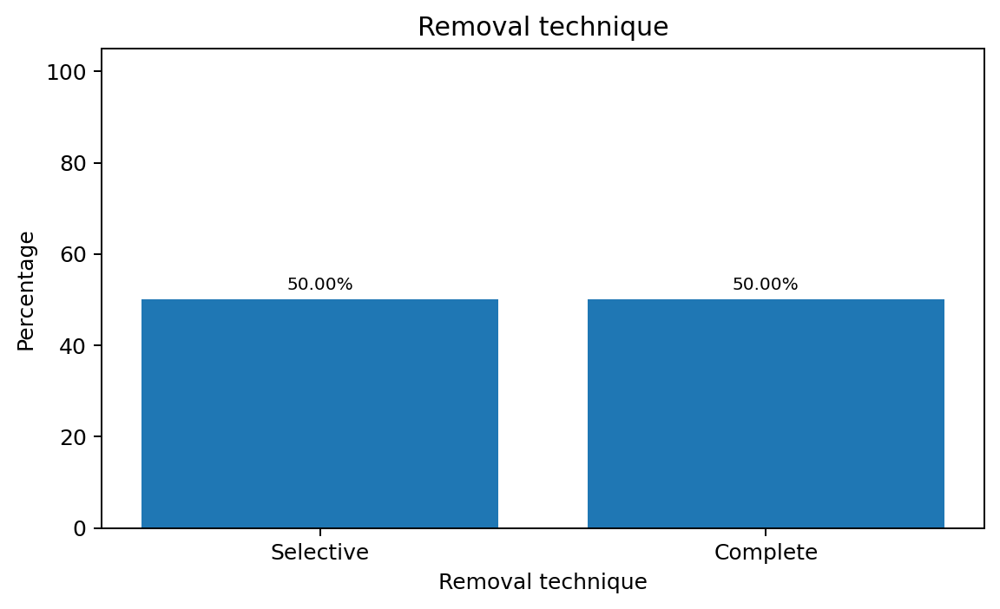 Removal technique
100
80
60
40
20
0
Percentage
50.00%
50.00%
Selective
Complete
Removal technique